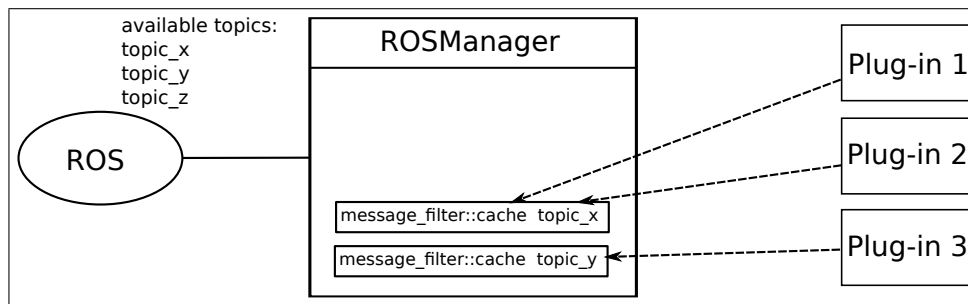 available topics:
topic_x
topic_y
topic_z
ROS
ROSManager
message_filter::cache topic_x
message_filter::cache topic_y
Plug-in 1
Plug-in 2
Plug-in 3